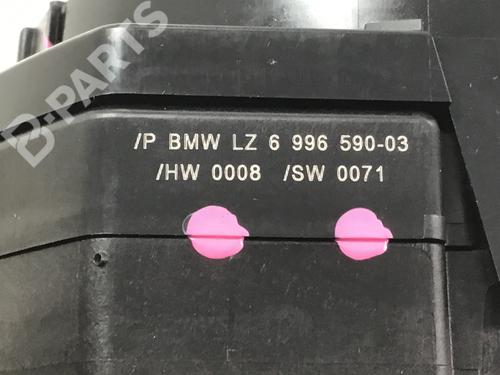 B-PARTS
/P BMW LZ 6 996 590-03
/HW 0008 /SW 0071